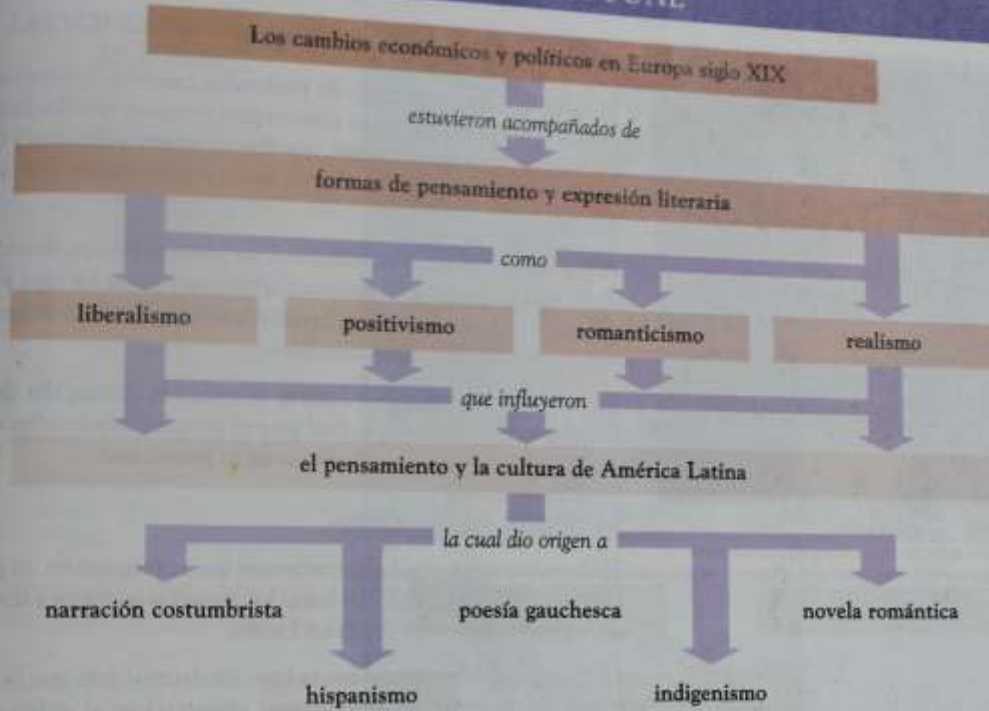 Los cambios económicos y políticos en Europa siglo XIX
estuvieron acompañados de
formas de pensamiento y expresión literaria
como
liberalismo
positivismo
romanticismo
realismo
que influyeron
el pensamiento y la cultura de América Latina
la cual dio origen a
narración costumbrista
poesía gauchesca
novela romántica
hispanismo
indigenismo